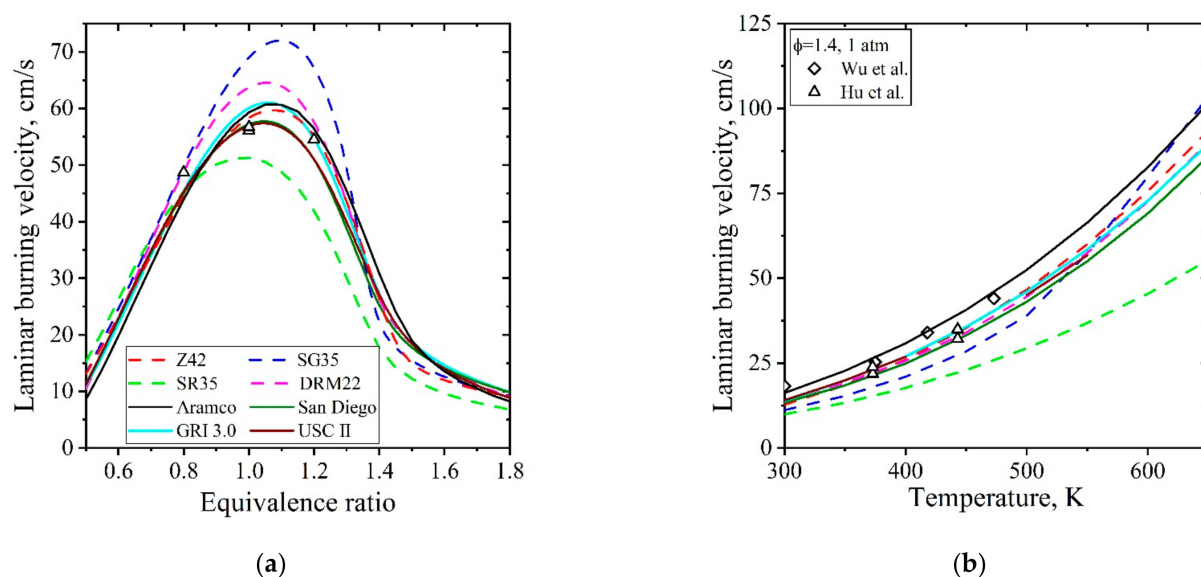 Laminar burning velocity, cm/s
70
60
50
40
30
20
10
0
Z42
SG35
SR35
DRM22
Aramco
San Diego
GRI 3.0
USC II
0.6 0.8 1.0 1.2 1.4 1.6 1.8
Equivalence ratio
(a)
Laminar burning velocity, cm/s
125
100
75
50
25
0
ϕ=1.4, 1 atm
Wu et al.
Hu et al.
300 400 500 600
Temperature, K
(b)